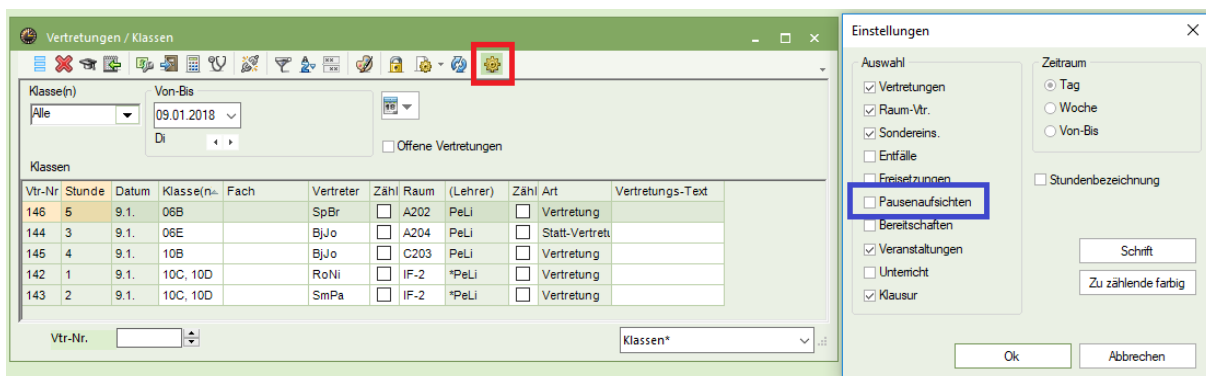 Vertretungen / Klassen
Klasse(n)
Von-Bis
Alle
09.01.2018
Di
Offene Vertretungen
Klassen
Vtr-Nr Stunde Datum Klasse(n Fach Vertreter Zähl Raum (Lehrer) Zähl Art Vertretungs-Text
146 5 9.1. 06B SpBr A202 PeLi Vertretung
144 3 9.1. 06E BjJo A204 PeLi Statt-Vertretu
145 4 9.1. 10B BjJo C203 PeLi Vertretung
142 1 9.1. 10C, 10D RoNi IF-2 *PeLi Vertretung
143 2 9.1. 10C, 10D SmPa IF-2 *PeLi Vertretung
Vtr-Nr.
Klassen*
Einstellungen
Auswahl
Vertretungen
Raum-Vtr.
Sondereins.
Entfälle
Freisetzungen
Pausenaufsichten
Bereitschaften
Veranstaltungen
Unterricht
Klausur
Zeitraum
Tag
Woche
Von-Bis
Stundenbezeichnung
Schrift
Zu zählende farbig
Ok
Abbrechen